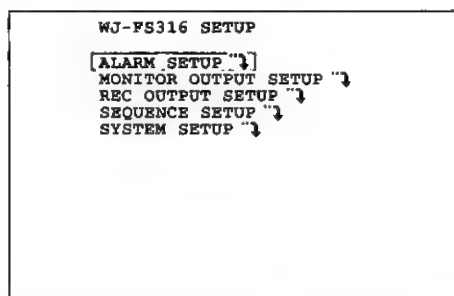 WJ-FS316 SETUP
ALARM SETUP
MONITOR OUTPUT SETUP
REC OUTPUT SETUP
SEQUENCE SETUP
SYSTEM SETUP